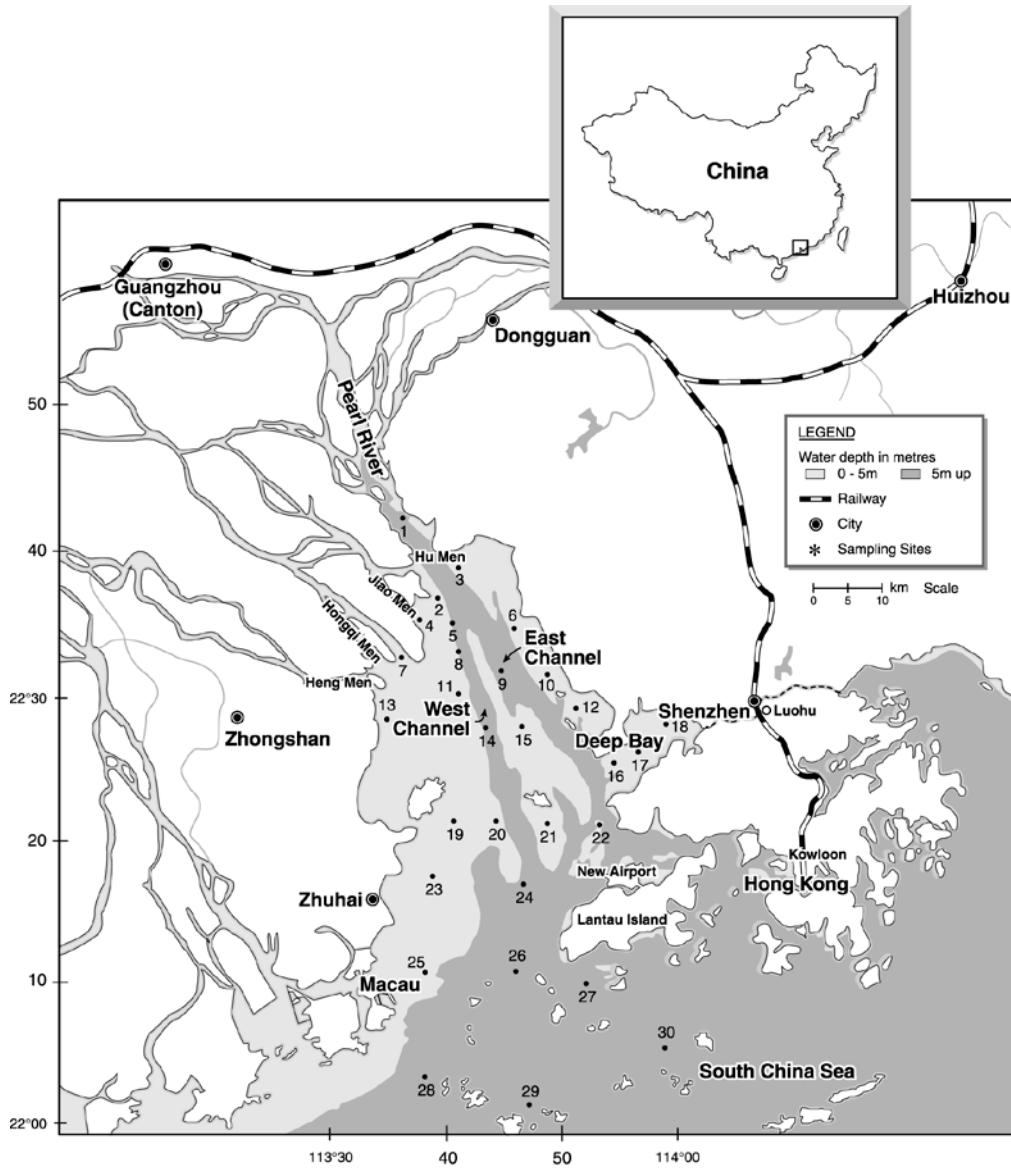 China
Guangzhou
(Canton)
Huizhou
Dongguan
Pearl River
50
LEGEND
Water depth in metres
0 - 5m
5m up
Railway
City
* Sampling Sites
0 5 10 km Scale
1
40
Hu Men
3
Jiao Men
2
6
4
5
Hongqi Men
East
Channel
8
7
9
10
Heng Men
11
22°30
13
West
Channel
12
Shenzhen
Luohu
18
Zhongshan
14
15
Deep Bay
17
16
19
20
21
22
20
Kowloon
New Airport
Hong Kong
23
24
Zhuhai
Lantau Island
25
26
10
Macau
27
30
South China Sea
28
29
22°00
113°30
40
50
114°00